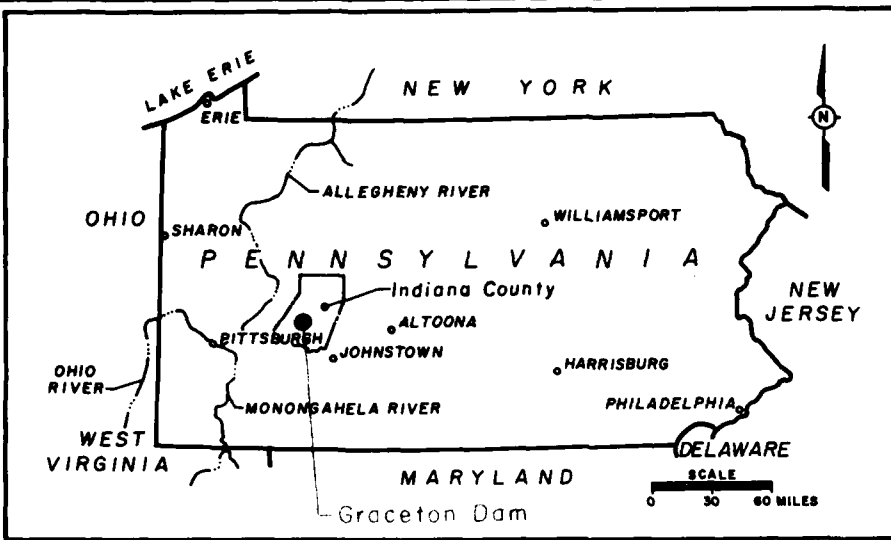 LAKE ERIE
ERIE
NEW YORK
N
ALLEGHENY RIVER
OHIO
SHARON
WILLIAMSPORT
PENNSYLVANIA
Indiana County
NEW
JERSEY
ALTOONA
PITTSBURGH
JOHNSTOWN
OHIO
RIVER
HARRISBURG
MONONGAHELA RIVER
PHILADELPHIA
WEST
VIRGINIA
DELAWARE
MARYLAND
SCALE
0 30 60 MILES
Graceton Dam